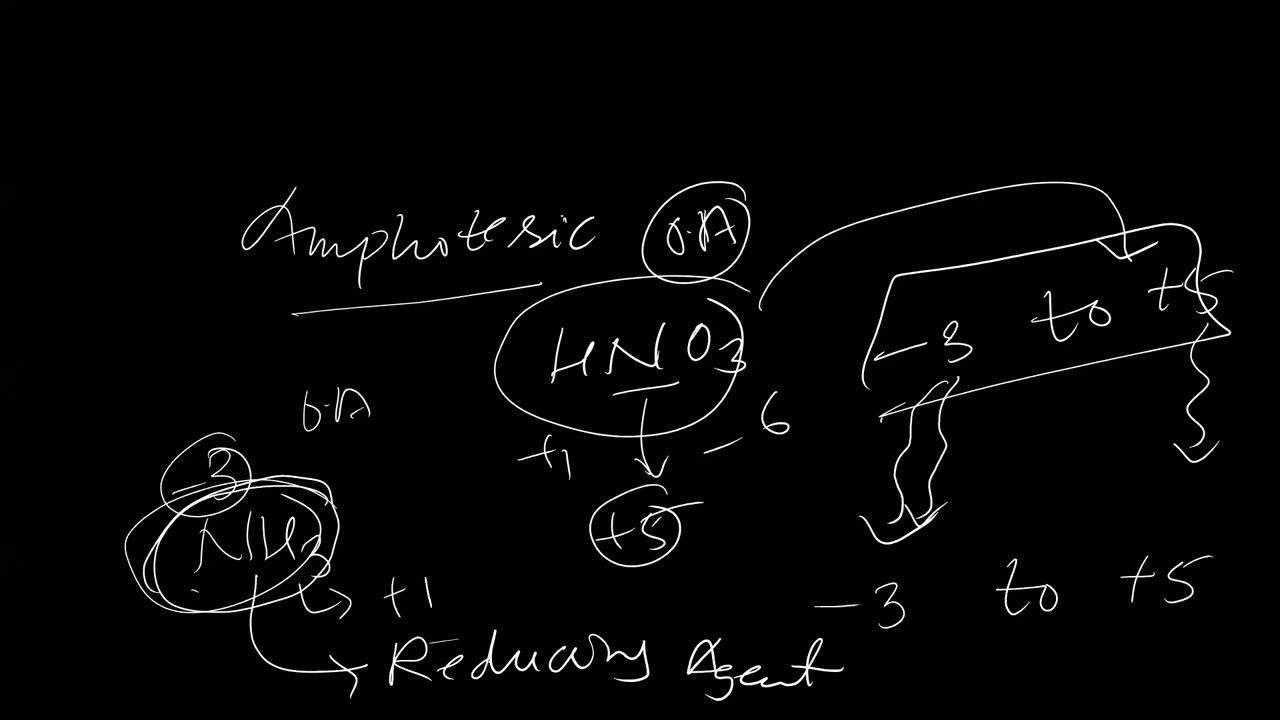 Amphoteric O.A
-3 to +5
HNO3
O.A
+1 - 6
-3
+5
NH3
+1
-3 to +5
Reducing Agent